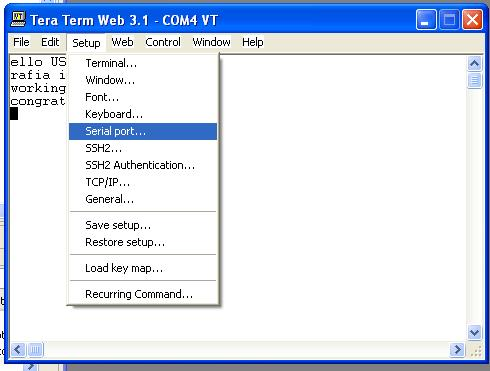 Tera Term Web 3.1 - COM4 VT
File Edit Setup Web Control Window Help
ello US
rafia i
working
congrat
Terminal...
Window...
Font...
Keyboard...
Serial port...
SSH2...
SSH2 Authentication...
TCP/IP...
General...
Save setup...
Restore setup...
Load key map...
Recurring Command...